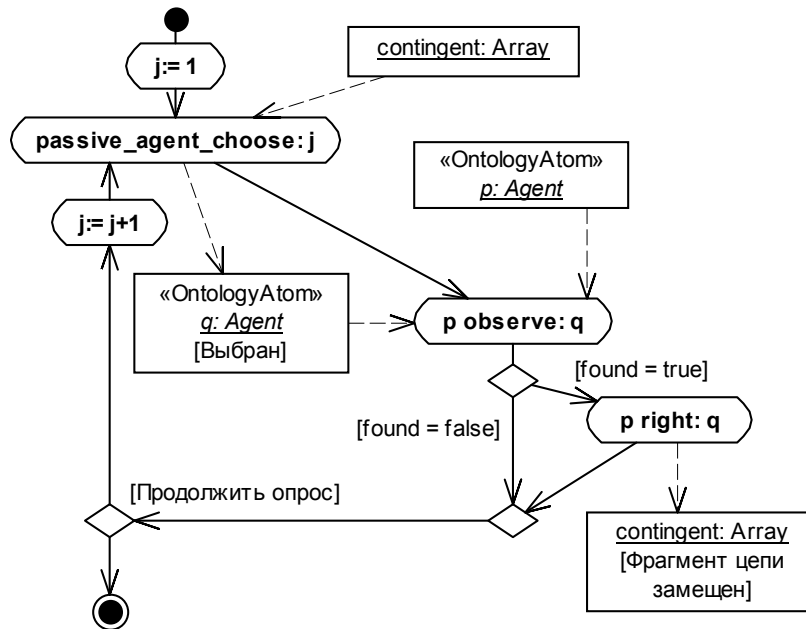 j:= 1
contingent: Array
passive_agent_choose: j
«OntologyAtom»
p: Agent
j:= j+1
«OntologyAtom»
q: Agent
[Выбран]
p observe: q
[found = true]
[found = false]
p right: q
[Продолжить опрос]
contingent: Array
[Фрагмент цепи
замещен]